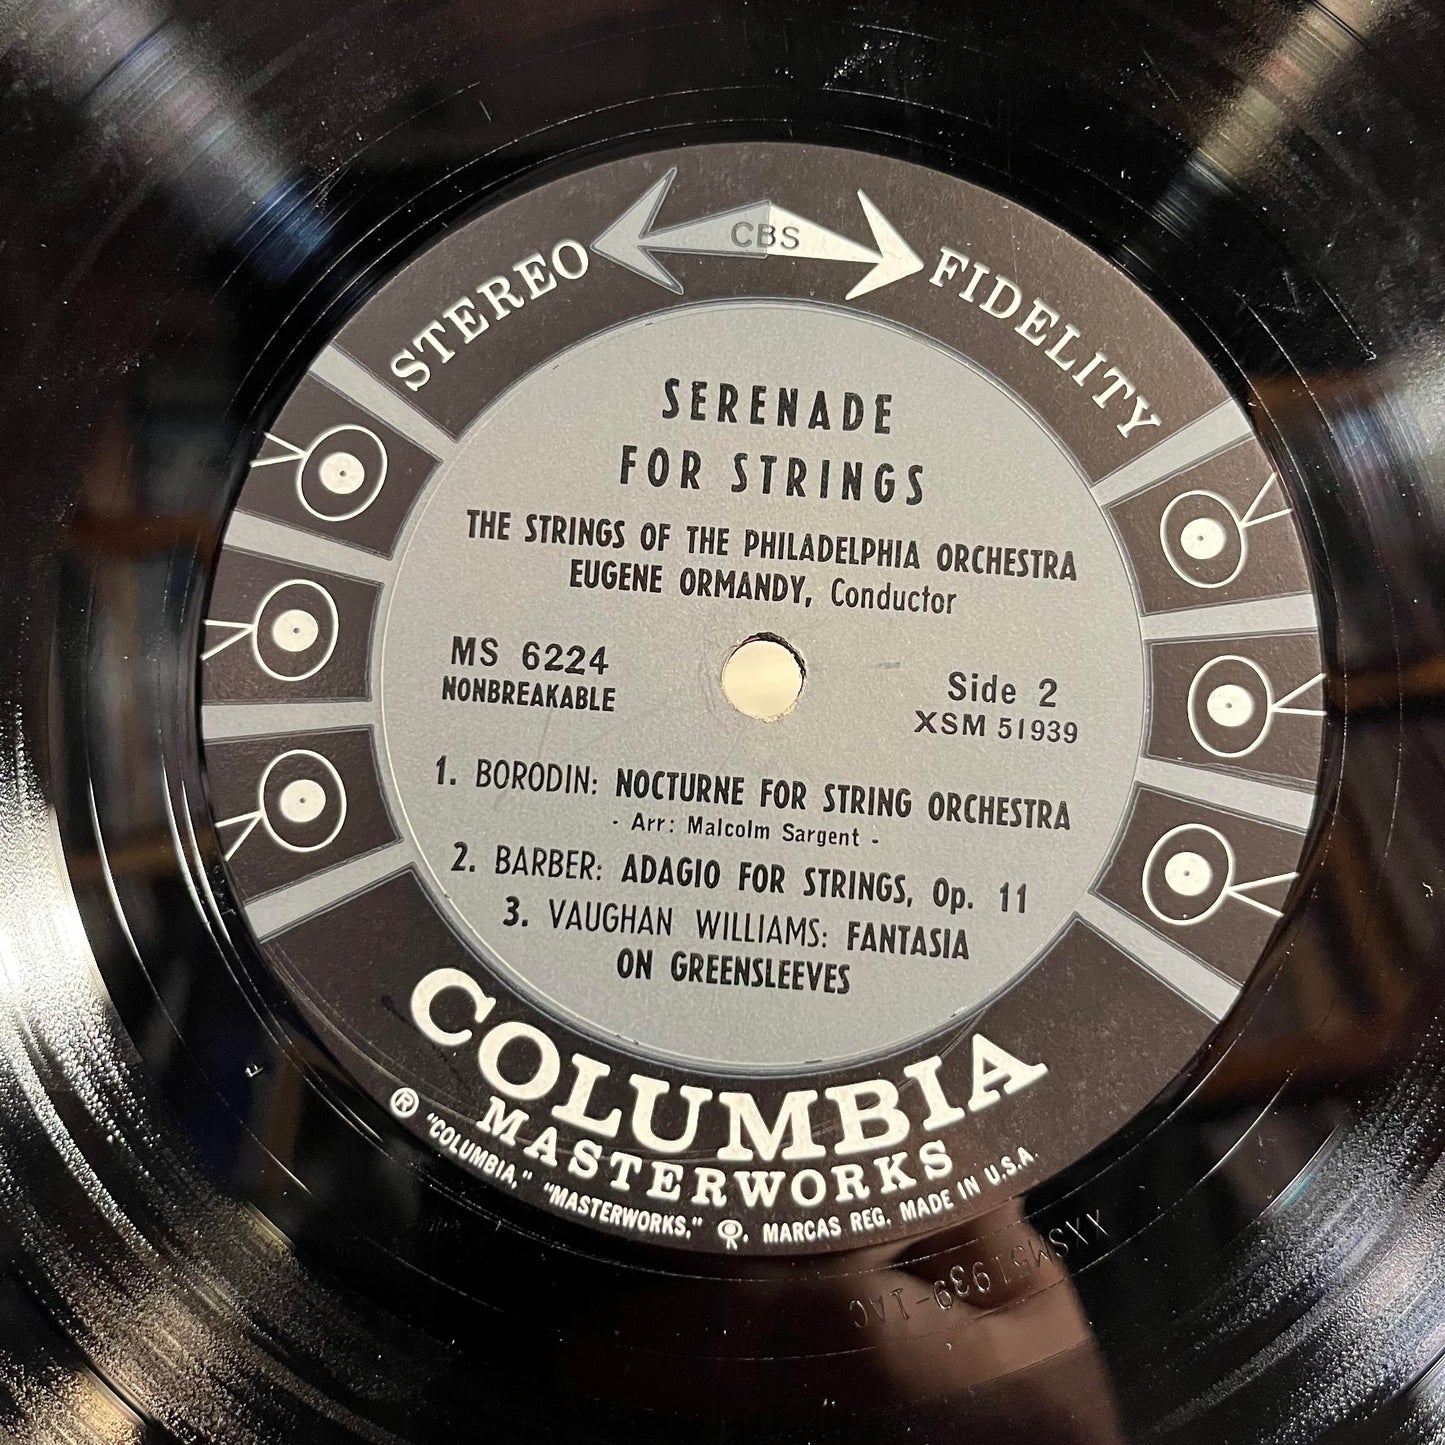 STEREO CBS FIDELITY
SERENADE
FOR STRINGS
THE STRINGS OF THE PHILADELPHIA ORCHESTRA
EUGENE ORMANDY, Conductor
MS 6224
NONBREAKABLE
Side 2
XSM 51939
1. BORODIN: NOCTURNE FOR STRING ORCHESTRA
- Arr: Malcolm Sargent -
2. BARBER: ADAGIO FOR STRINGS, Op. 11
3. VAUGHAN WILLIAMS: FANTASIA
ON GREENSLEEVES
COLUMBIA
MASTERWORKS
® "COLUMBIA," "MASTERWORKS," MARCAS REG. MADE IN U.S.A.
XXSM51939-1AC